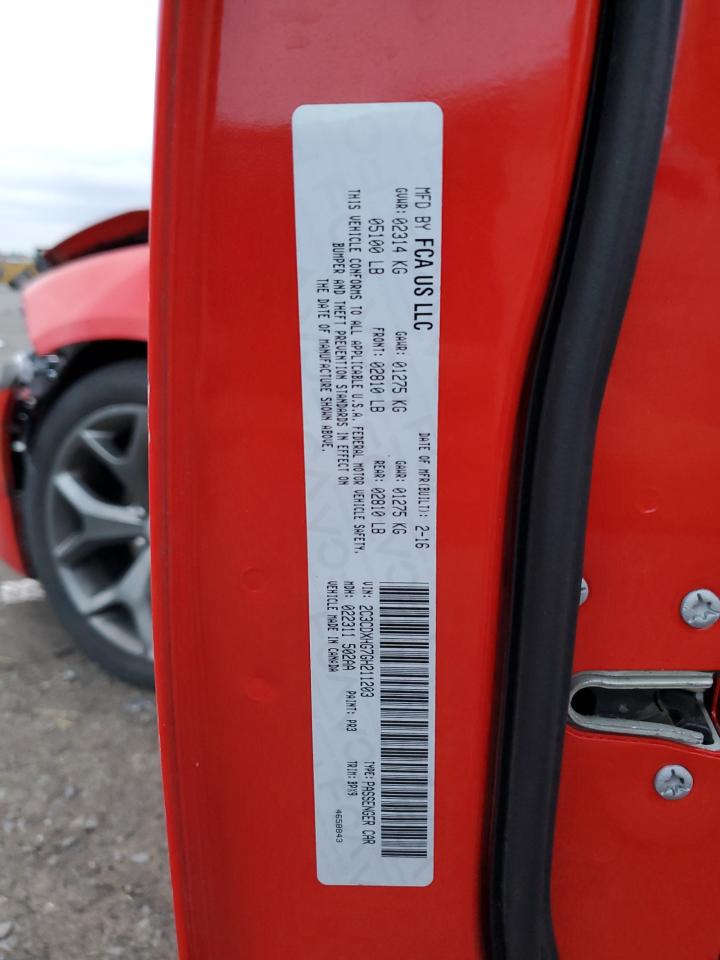 MFD BY FCA US LLC
DATE OF MFR(BUILT): 2-16
GVWR: 02314 KG GAWR: 01275 KG GAWR: 01275 KG
05100 LB FRONT: 02810 LB REAR: 02810 LB
THIS VEHICLE CONFORMS TO ALL APPLICABLE U.S.A. FEDERAL MOTOR VEHICLE SAFETY,
BUMPER AND THEFT PREVENTION STANDARDS IN EFFECT ON
THE DATE OF MANUFACTURE SHOWN ABOVE.
VIN: 2C3CDXHG7GH211203 TYPE: PASSENGER CAR
MDH: 022311 502AA PAINT: PR3 TRIM: BPX9
VEHICLE MADE IN CANADA 4658843